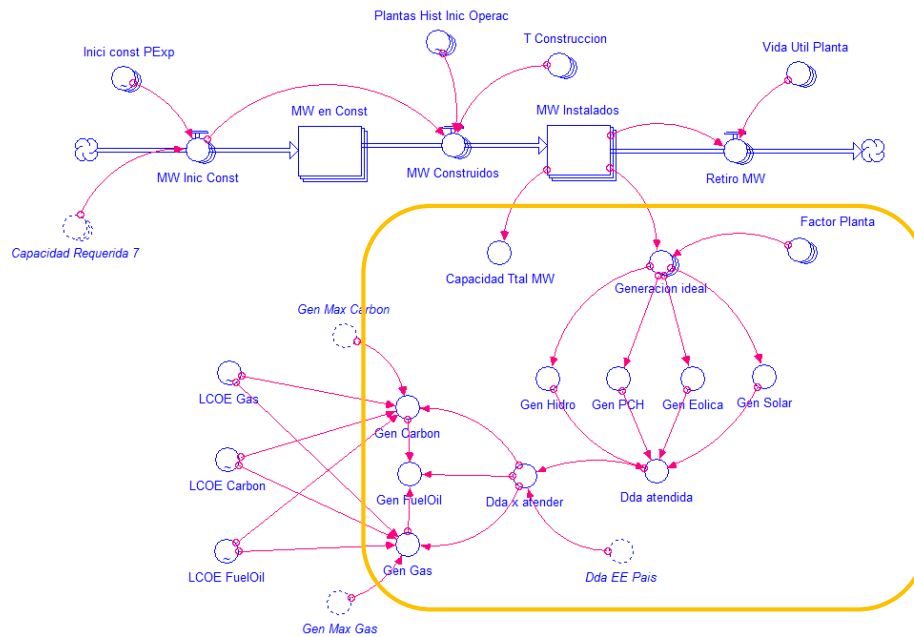 Plantas Hist Inic Operac
Inici const PExp
T Construccion
Vida Util Planta
MW en Const
MW Instalados
MW Inic Const
MW Construidos
Retiro MW
Capacidad Requerida 7
Factor Planta
Capacidad Ttal MW
Generacion ideal
Gen Max Carbon
LCOE Gas
Gen Carbon
Gen Hidro
Gen PCH
Gen Eolica
Gen Solar
LCOE Carbon
Gen FuelOil
Dda x atender
Dda atendida
LCOE FuelOil
Gen Gas
Dda EE Pais
Gen Max Gas